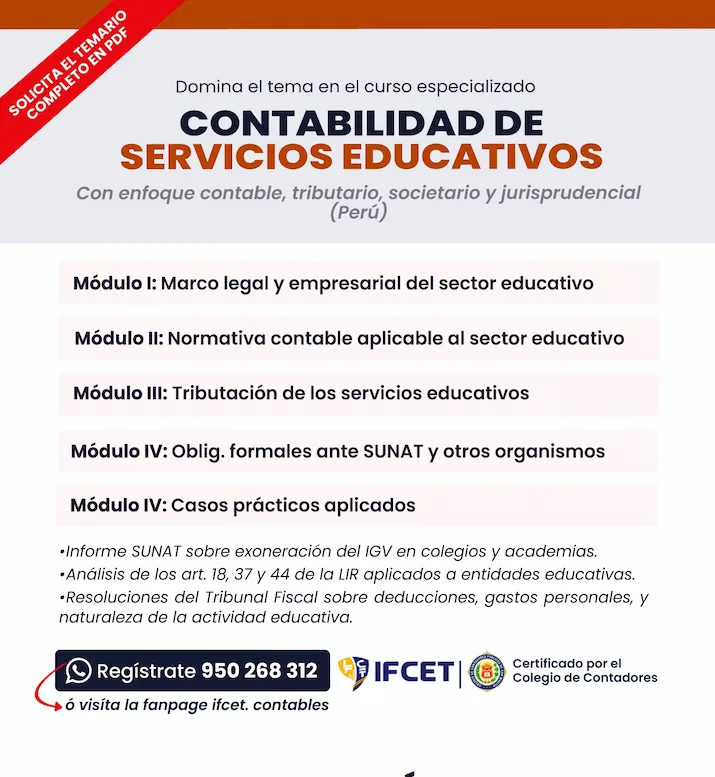 SOLICITA EL TEMARIO
COMPLETO EN PDF
Domina el tema en el curso especializado
CONTABILIDAD DE
SERVICIOS EDUCATIVOS
Con enfoque contable, tributario, societario y jurisprudencial
(Perú)
Módulo I: Marco legal y empresarial del sector educativo
Módulo II: Normativa contable aplicable al sector educativo
Módulo III: Tributación de los servicios educativos
Módulo IV: Oblig. formales ante SUNAT y otros organismos
Módulo IV: Casos prácticos aplicados
•Informe SUNAT sobre exoneración del IGV en colegios y academias.
•Análisis de los art. 18, 37 y 44 de la LIR aplicados a entidades educativas.
•Resoluciones del Tribunal Fiscal sobre deducciones, gastos personales, y
naturaleza de la actividad educativa.
Regístrate 950 268 312
ó visíta la fanpage ifcet. contables
IFCET
Certificado por el
Colegio de Contadores